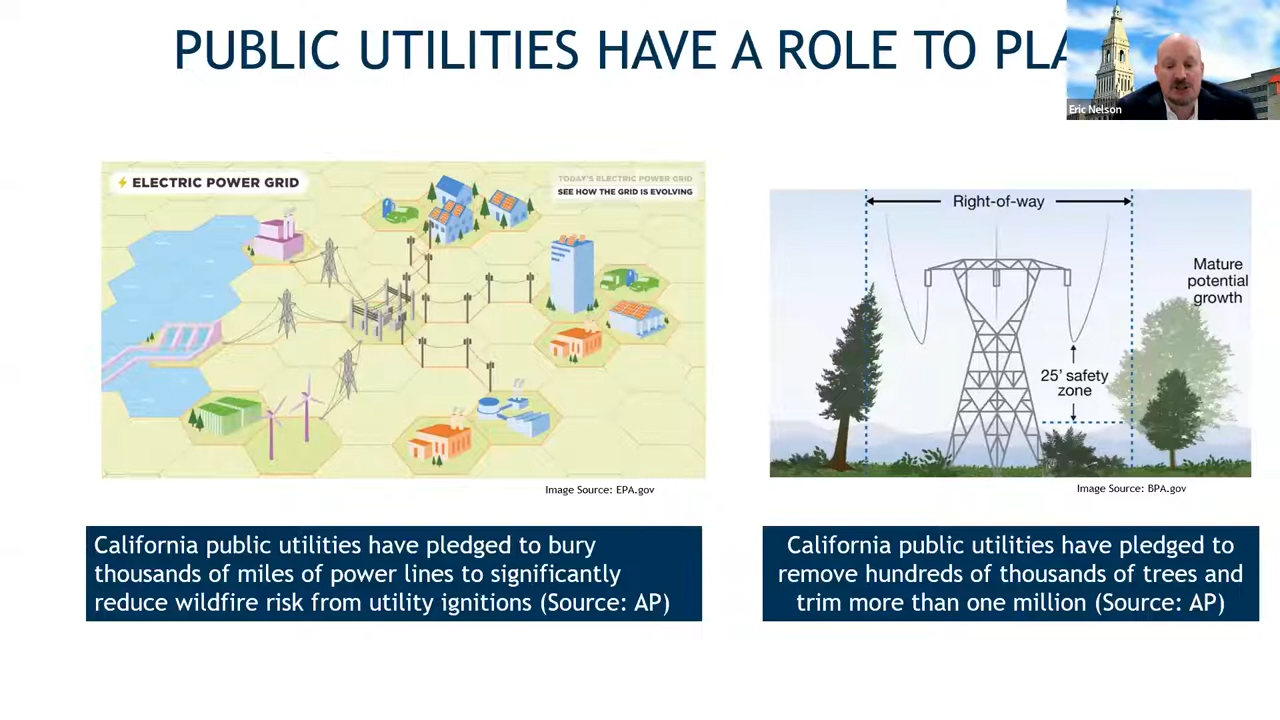 PUBLIC UTILITIES HAVE A ROLE TO
Eric Nelson
ELECTRIC POWER GRID
TODAY'S ELECTRIC POWER GRID
SEE HOW THE GRID IS EVOLVING
Image Source: EPA.gov
Right-of-way
Mature
potential
growth
25' safety
zone
Image Source: BPA.gov
California public utilities have pledged to bury
thousands of miles of power lines to significantly
reduce wildfire risk from utility ignitions (Source: AP)
California public utilities have pledged to
remove hundreds of thousands of trees and
trim more than one million (Source: AP)